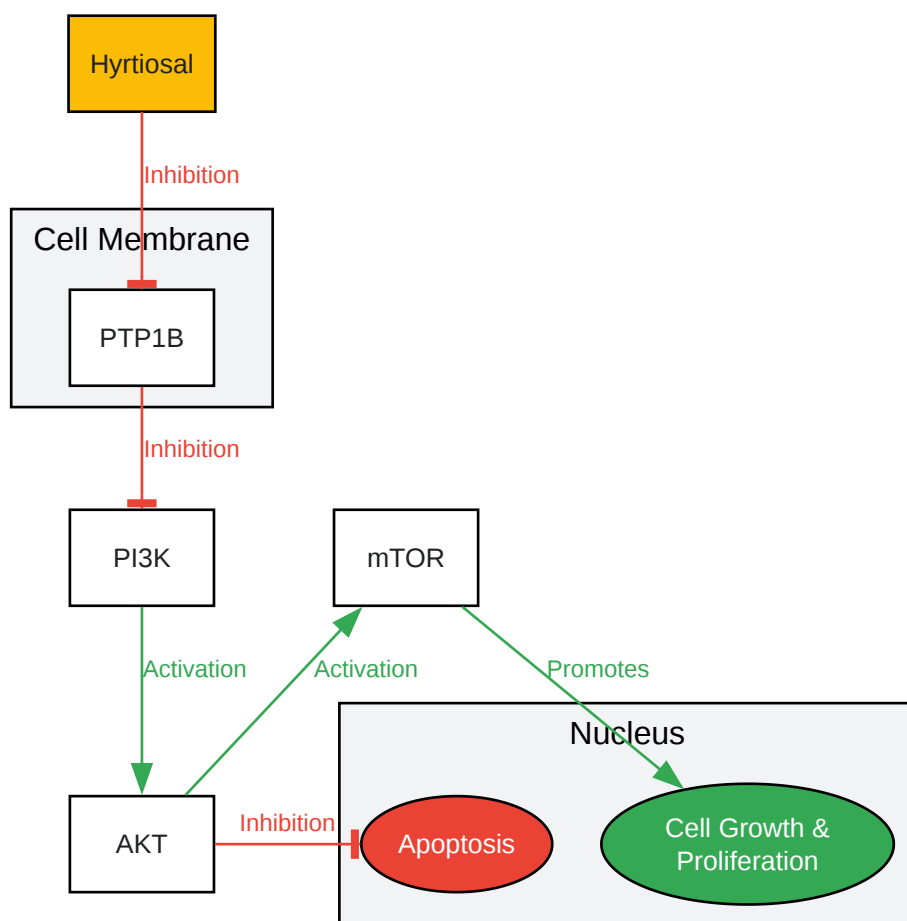 Hyrtiosal
Inhibition
Cell Membrane
PTP1B
Inhibition
PI3K
mTOR
Activation
Activation
Promotes
Nucleus
AKT
Inhibition
Apoptosis
Cell Growth &
Proliferation